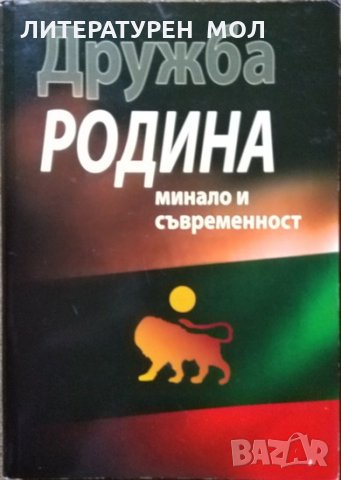 ЛИТЕРАТУРЕН МОЛ
Дружба
РОДИНА
минало и
съвременност
BAZAR